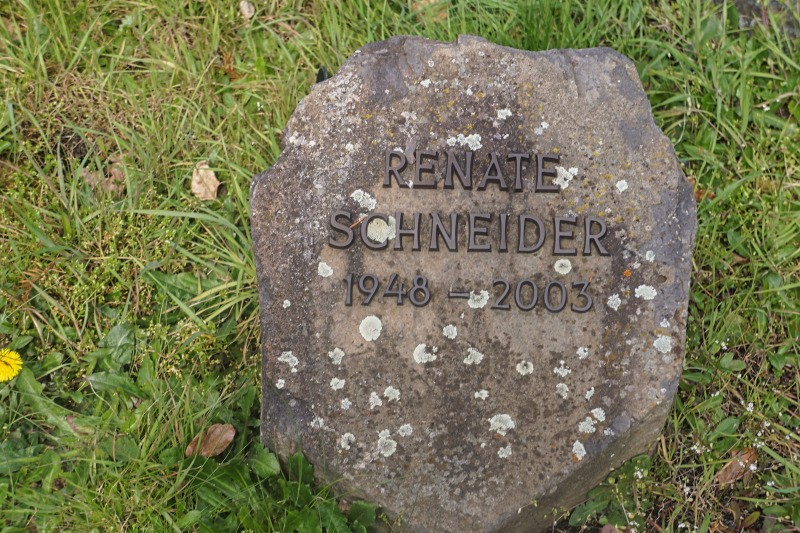 RENATE
SCHNEIDER
1948 – 2003